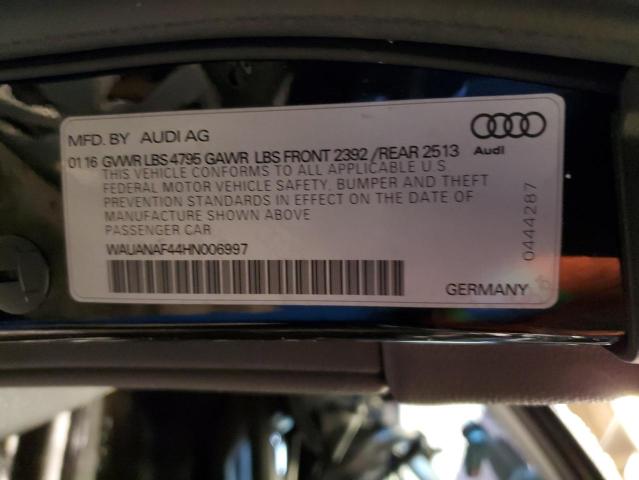 MFD. BY AUDI AG
Audi
01 16 GVWR LBS 4795 GAWR LBS FRONT 2392 / REAR 2513
THIS VEHICLE CONFORMS TO ALL APPLICABLE U S
FEDERAL MOTOR VEHICLE SAFETY, BUMPER AND THEFT
PREVENTION STANDARDS IN EFFECT ON THE DATE OF
MANUFACTURE SHOWN ABOVE
PASSENGER CAR
WAUANAF44HN006997
GERMANY
0444287